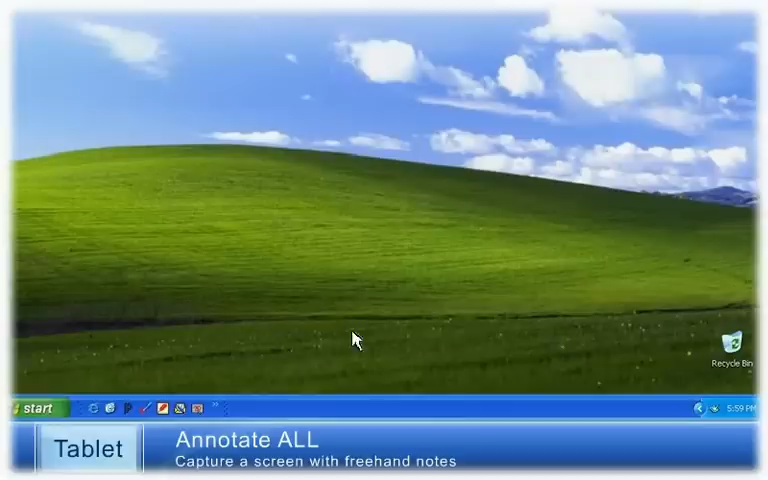 Recycle Bin
start
5:59 PM
Tablet
Annotate ALL
Capture a screen with freehand notes